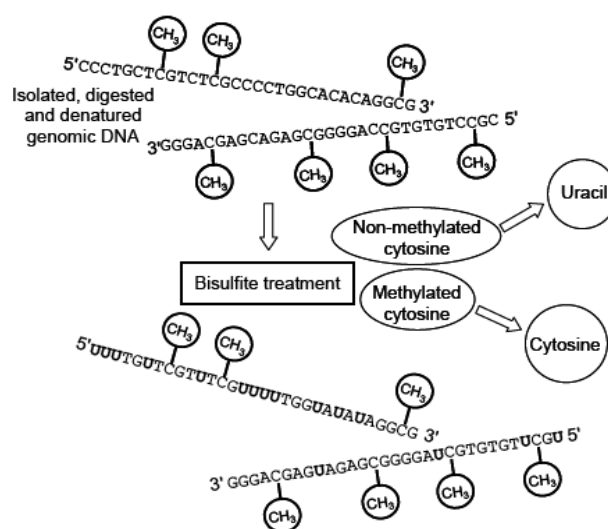 CH₃
CH₃
CH₃
5'CCCTGCTCGTCTCGCCCCTGGCACACAGGCG 3'
Isolated, digested
and denatured
genomic DNA
3'GGGACGAGCAGAGCGGGGACCGTGTGTCCGC 5'
CH₃
CH₃
CH₃
CH₃
Uracil
Non-methylated
cytosine
Bisulfite treatment
Methylated
cytosine
Cytosine
CH₃
CH₃
CH₃
5'UUUTGUTCGTUTCGUUUUTGGUAUAUAGGCG 3'
3' GGGACGAGUAGAGCGGGGAUCGTGTGTUCGU 5'
CH₃
CH₃
CH₃
CH₃